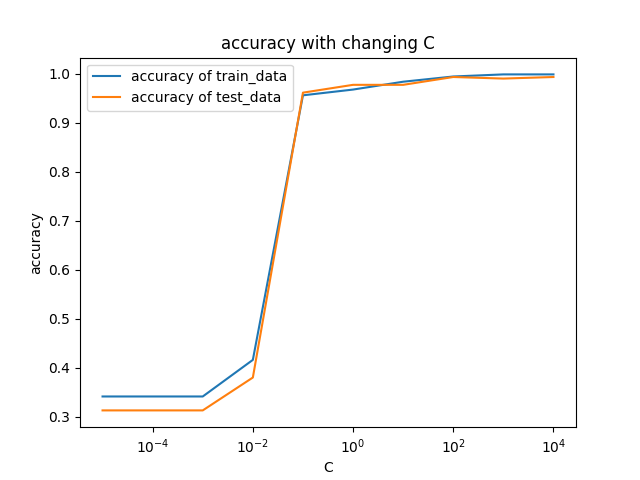 accuracy with changing C
accuracy of train_data
accuracy of test_data
1.0
0.9
0.8
0.7
0.6
0.5
0.4
0.3
accuracy
10⁻⁴
10⁻²
10⁰
10²
10⁴
C